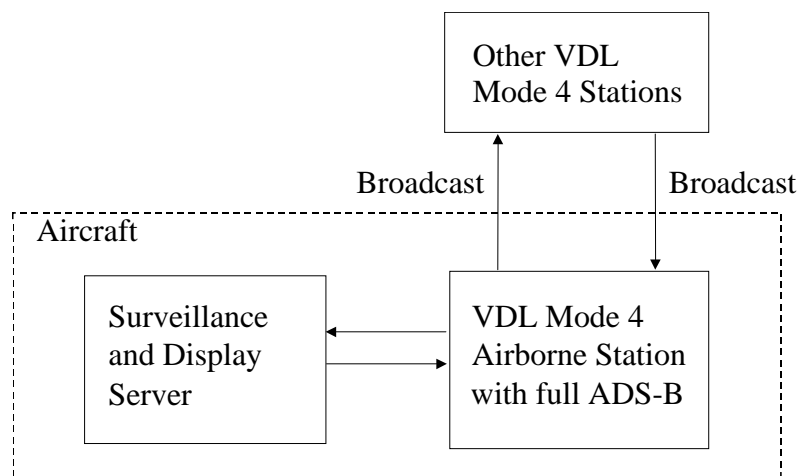 Other VDL
Mode 4 Stations
Broadcast
Broadcast
Aircraft
Surveillance
and Display
Server
VDL Mode 4
Airborne Station
with full ADS-B